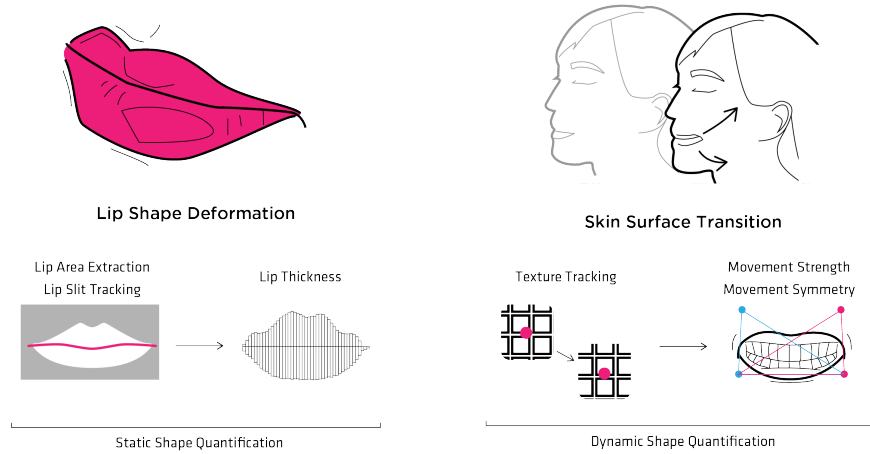 Lip Shape Deformation
Skin Surface Transition
Lip Area Extraction
Lip Slit Tracking
Lip Thickness
Texture Tracking
Movement Strength
Movement Symmetry
Static Shape Quantification
Dynamic Shape Quantification